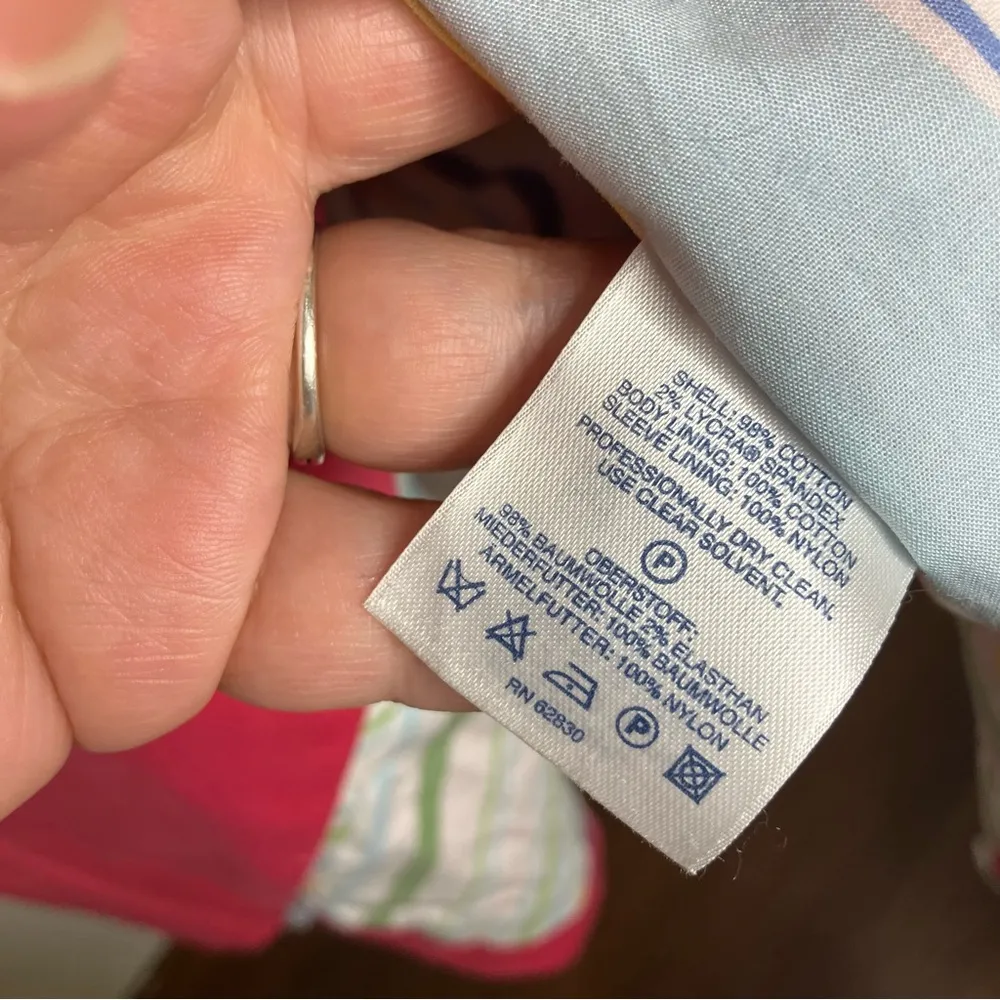 SHELL: 98% COTTON
2% LYCRA® SPANDEX
BODY LINING: 100% COTTON
SLEEVE LINING: 100% NYLON
PROFESSIONALLY DRY CLEAN.
USE CLEAR SOLVENT.
P
OBERSTOFF:
98% BAUMWOLLE 2% ELASTHAN
MIEDERFUTTER: 100% BAUMWOLLE
ARMELFUTTER: 100% NYLON
P
RN 62830